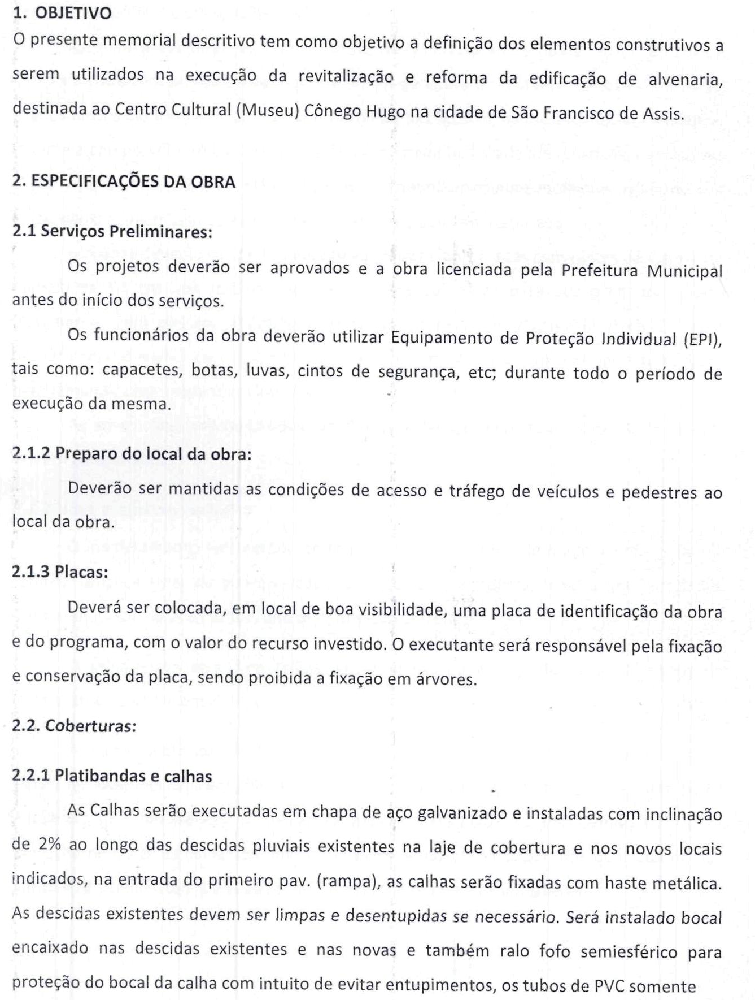 1. OBJETIVO
O presente memorial descritivo tem como objetivo a definição dos elementos construtivos a
serem utilizados na execução da revitalização e reforma da edificação de alvenaria,
destinada ao Centro Cultural (Museu) Cônego Hugo na cidade de São Francisco de Assis.
2. ESPECIFICAÇÕES DA OBRA
2.1 Serviços Preliminares:
Os projetos deverão ser aprovados e a obra licenciada pela Prefeitura Municipal
antes do início dos serviços.
Os funcionários da obra deverão utilizar Equipamento de Proteção Individual (EPI),
tais como: capacetes, botas, luvas, cintos de segurança, etc; durante todo o período de
execução da mesma.
2.1.2 Preparo do local da obra:
Deverão ser mantidas as condições de acesso e tráfego de veículos e pedestres ao
local da obra.
2.1.3 Placas:
Deverá ser colocada, em local de boa visibilidade, uma placa de identificação da obra
e do programa, com o valor do recurso investido. O executante será responsável pela fixação
e conservação da placa, sendo proibida a fixação em árvores.
2.2. Coberturas:
2.2.1 Platibandas e calhas
As Calhas serão executadas em chapa de aço galvanizado e instaladas com inclinação
de 2% ao longo das descidas pluviais existentes na laje de cobertura e nos novos locais
indicados, na entrada do primeiro pav. (rampa), as calhas serão fixadas com haste metálica.
As descidas existentes devem ser limpas e desentupidas se necessário. Será instalado bocal
encaixado nas descidas existentes e nas novas e também ralo fofo semiesférico para
proteção do bocal da calha com intuito de evitar entupimentos, os tubos de PVC somente